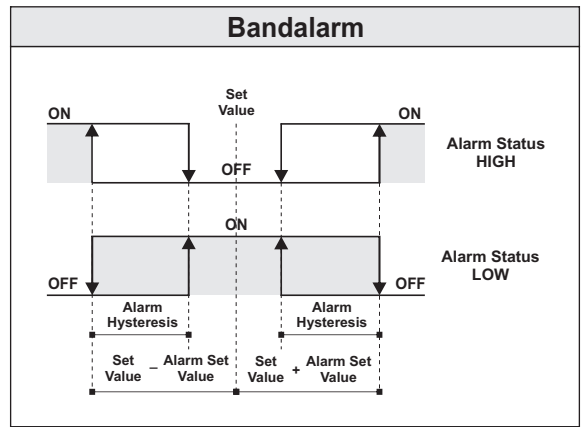 Bandalarm
Set
Value
ON
ON
OFF
Alarm Status
HIGH
ON
OFF
OFF
Alarm Status
LOW
Alarm
Hysteresis
Alarm
Hysteresis
Set
Value
–
Alarm Set
Value
Set
Value
+
Alarm Set
Value